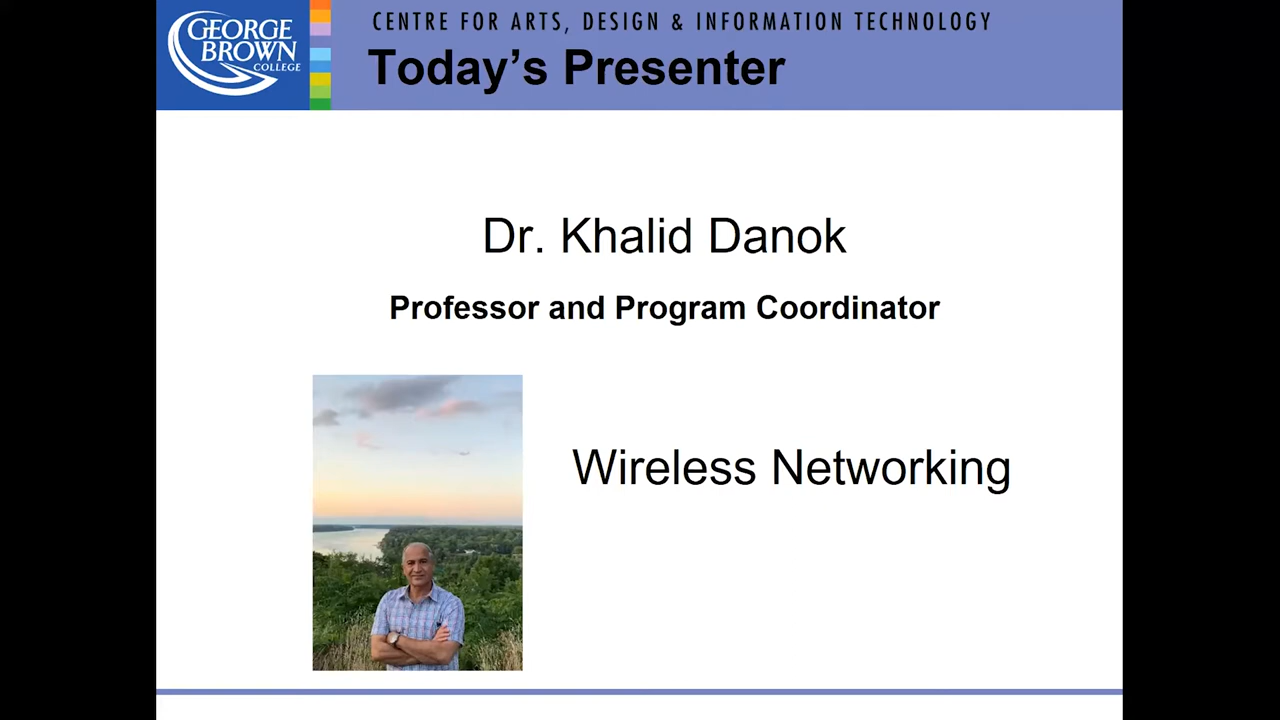 GEORGE
BROWN
COLLEGE
CENTRE FOR ARTS, DESIGN & INFORMATION TECHNOLOGY
Today’s Presenter
Dr. Khalid Danok
Professor and Program Coordinator
Wireless Networking